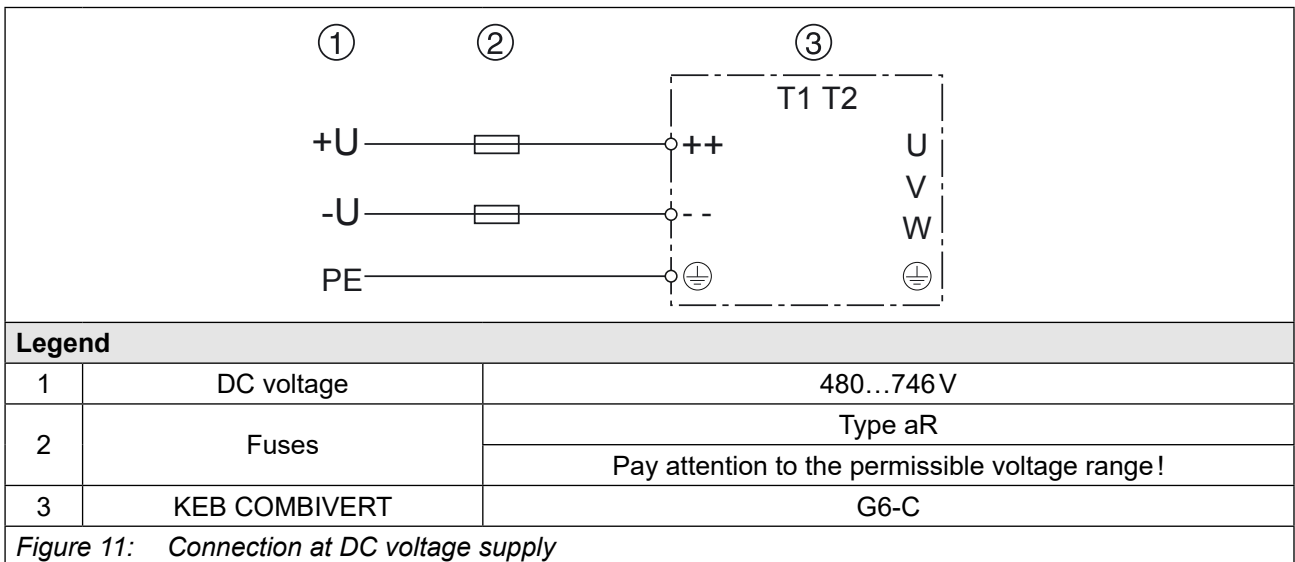 ① ② ③
T1 T2
+U ++ U
V
-U - - W
PE
Legend
1 DC voltage 480…746 V
2 Fuses Type aR
Pay attention to the permissible voltage range!
3 KEB COMBIVERT G6-C
Figure 11: Connection at DC voltage supply